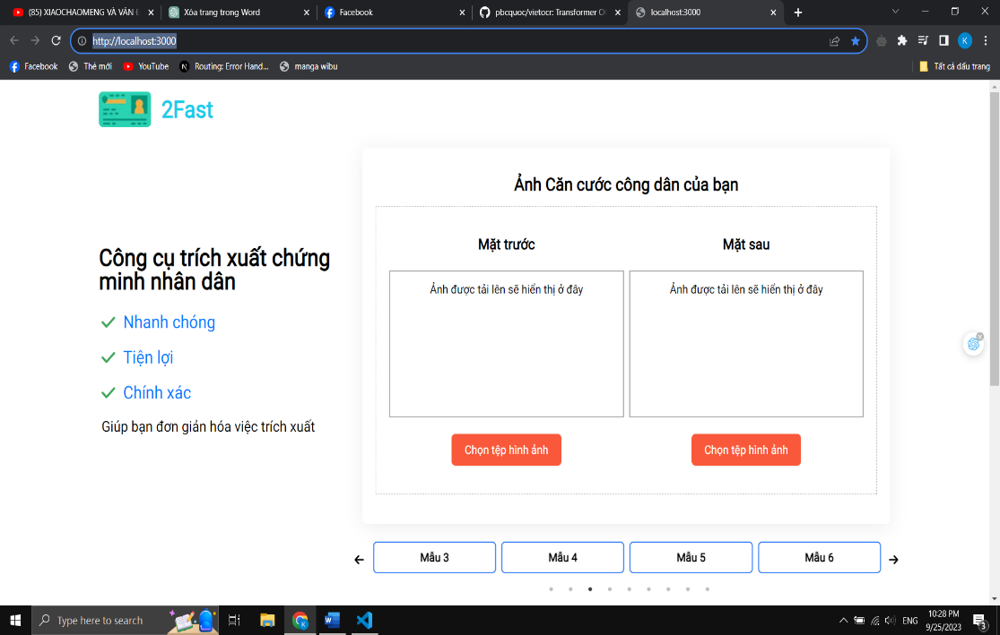 (85) XIAOCHAOMENG VÀ VĂN
Xóa trang trong Word
Facebook
pbcquoc/vietocr: Transformer O
localhost:3000
http://localhost:3000
K
Facebook
Thẻ mới
YouTube
Routing: Error Hand...
manga wibu
Tất cả dấu trang
2Fast
Ảnh Căn cước công dân của bạn
Mặt trước
Mặt sau
Công cụ trích xuất chứng
minh nhân dân
Ảnh được tải lên sẽ hiển thị ở đây
Ảnh được tải lên sẽ hiển thị ở đây
Nhanh chóng
Tiện lợi
Chính xác
Giúp bạn đơn giản hóa việc trích xuất
Chọn tệp hình ảnh
Chọn tệp hình ảnh
Mẫu 3
Mẫu 4
Mẫu 5
Mẫu 6
Type here to search
ENG
10:28 PM
9/25/2023
3